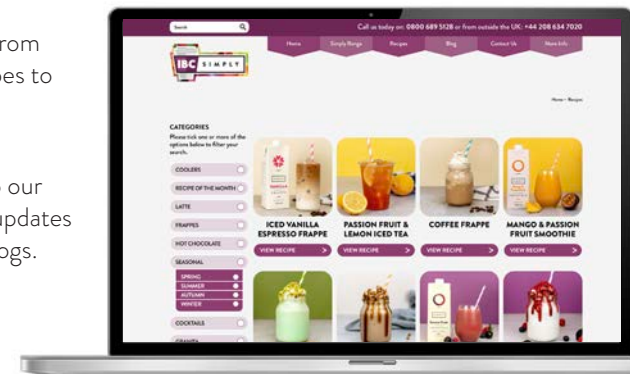 rom
es to
our
updates
ogs.
Search
Call us today on: 0800 689 5128 or from outside the UK: +44 208 634 7020
Home
Simply Range
Recipes
Blog
Contact Us
More Info
IBC
SIMPLY
Home > Recipes
CATEGORIES
Please tick one or more of the
options below to filter your
search.
COOLERS
RECIPE OF THE MONTH
LATTE
FRAPPES
HOT CHOCOLATE
SEASONAL
SPRING
SUMMER
AUTUMN
WINTER
COCKTAILS
GRANITA
ICED VANILLA
ESPRESSO FRAPPE
VIEW RECIPE >
PASSION FRUIT &
LEMON ICED TEA
VIEW RECIPE >
COFFEE FRAPPE
VIEW RECIPE >
MANGO & PASSION
FRUIT SMOOTHIE
VIEW RECIPE >